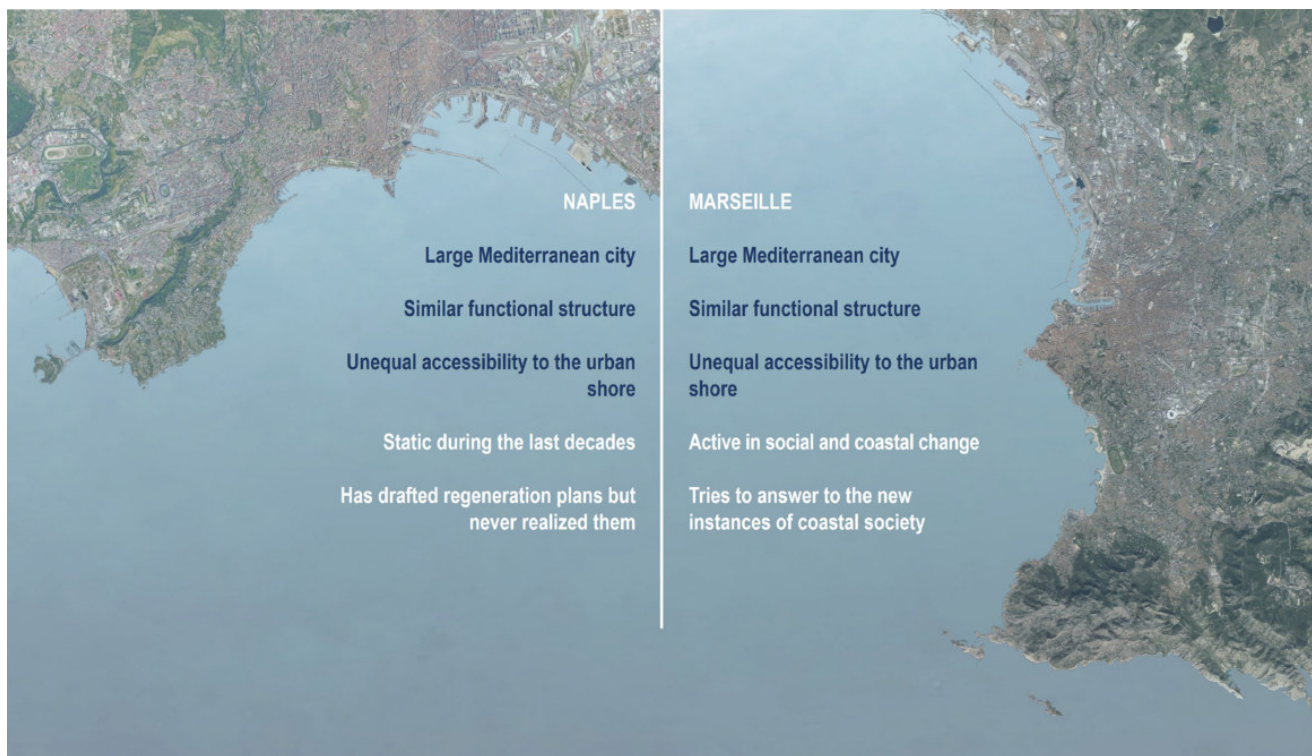 NAPLES
Large Mediterranean city
Similar functional structure
Unequal accessibility to the urban
shore
Static during the last decades
Has drafted regeneration plans but
never realized them
MARSEILLE
Large Mediterranean city
Similar functional structure
Unequal accessibility to the urban
shore
Active in social and coastal change
Tries to answer to the new
instances of coastal society